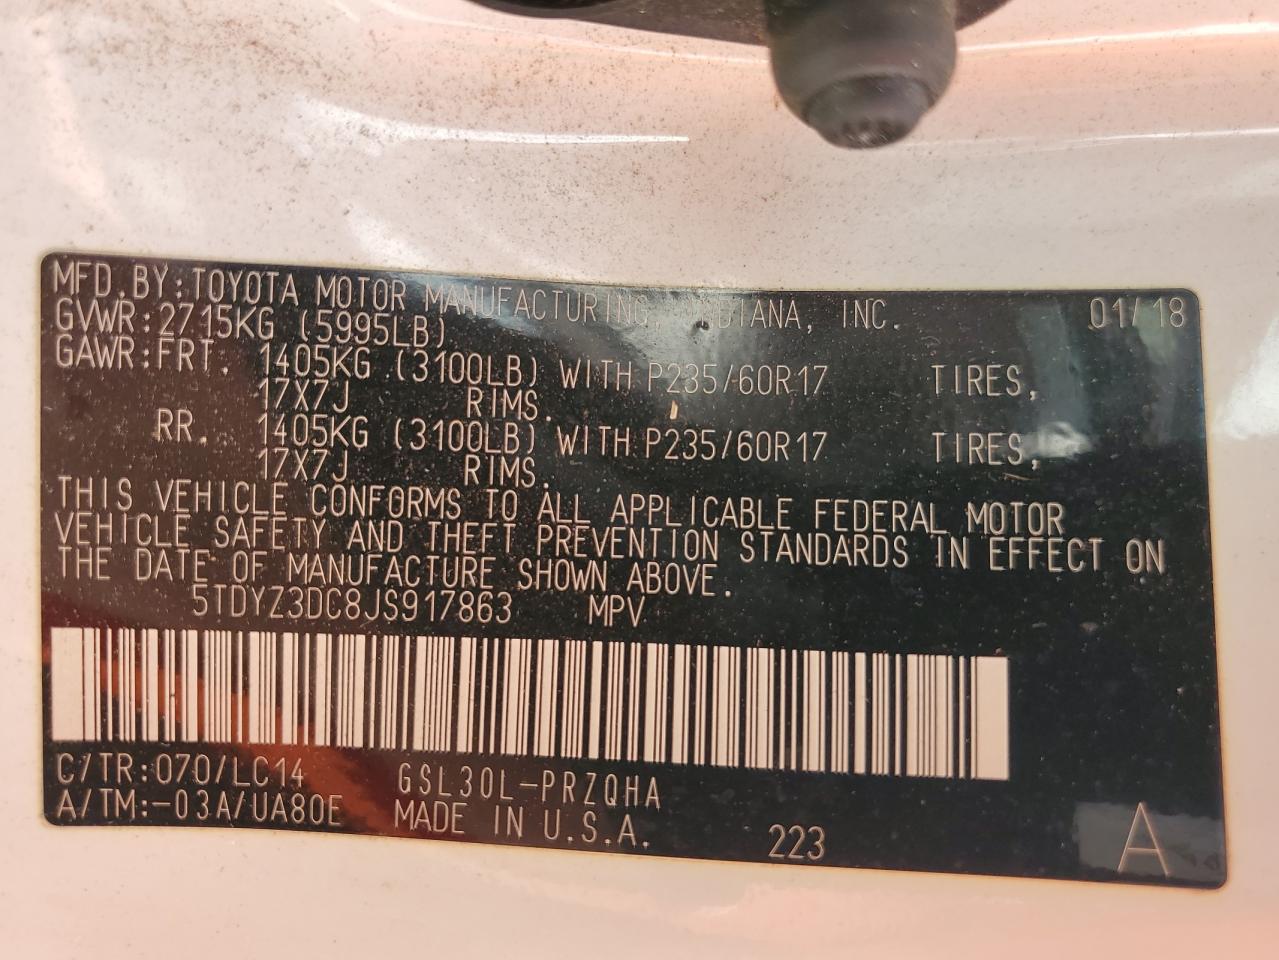 MFD.BY:TOYOTA MOTOR MANUFACTURING, INDIANA, INC. 01/18
GVWR:2715KG (5995LB)
GAWR:FRT. 1405KG (3100LB) WITH P235/60R17 TIRES,
17X7J RIMS.
RR. 1405KG (3100LB) WITH P235/60R17 TIRES,
17X7J RIMS.
THIS VEHICLE CONFORMS TO ALL APPLICABLE FEDERAL MOTOR
VEHICLE SAFETY AND THEFT PREVENTION STANDARDS IN EFFECT ON
THE DATE OF MANUFACTURE SHOWN ABOVE.
5TDYZ3DC8JS917863 MPV
C/TR:070/LC14 GSL30L-PRZQHA
A/TM:-03A/UA80E MADE IN U.S.A. 223 A